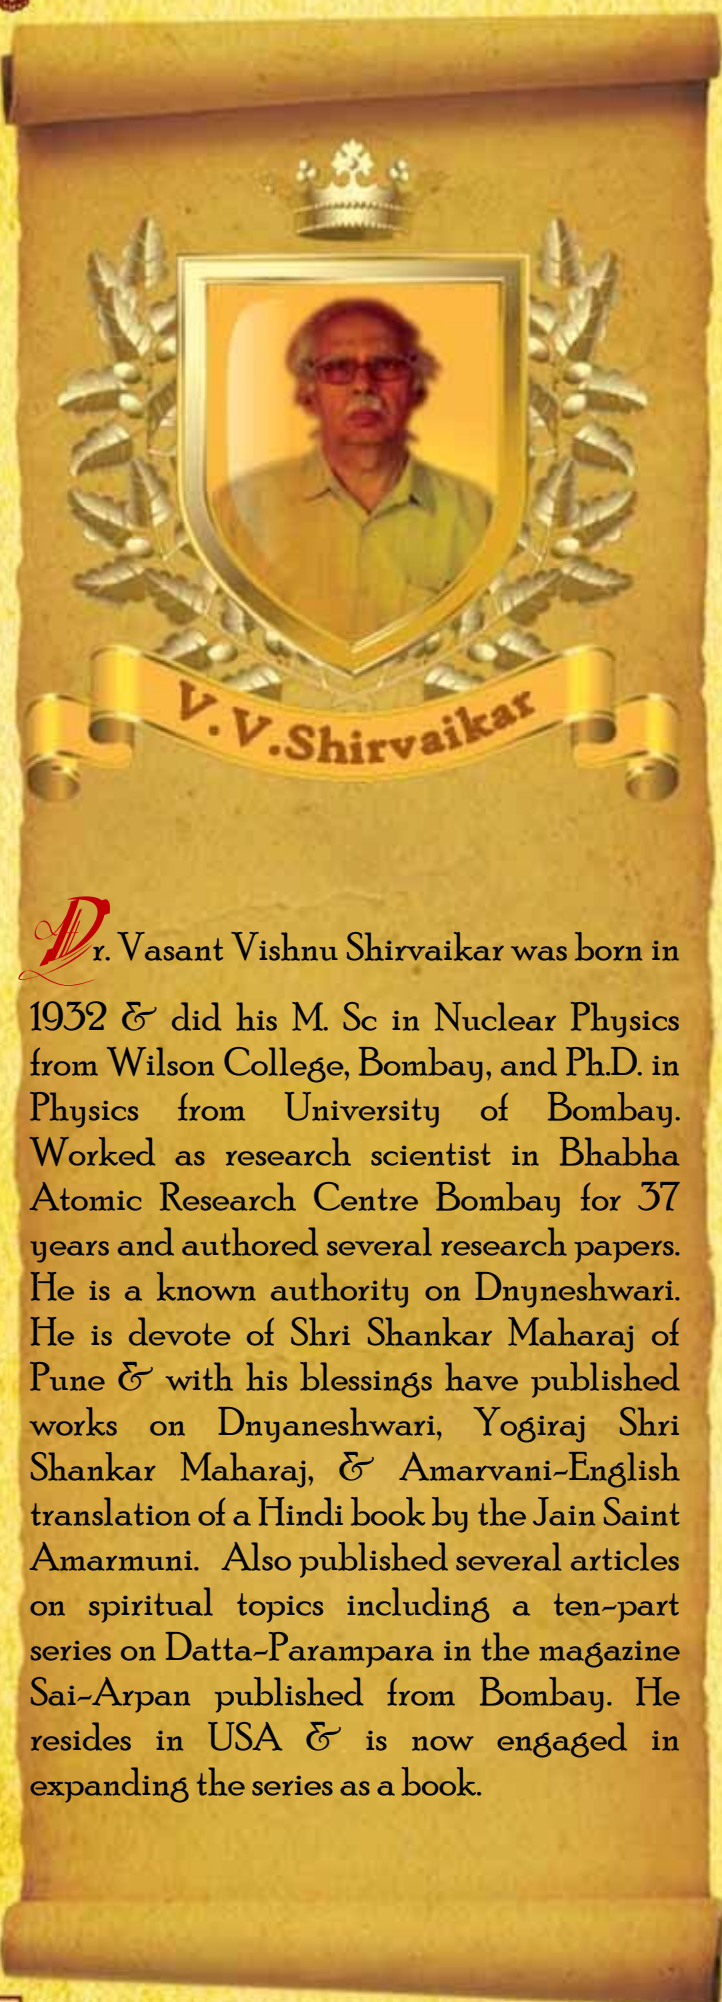 V.V.Shirvaikar
Dr. Vasant Vishnu Shirvaikar was born in
1932 & did his M. Sc in Nuclear Physics
from Wilson College, Bombay, and Ph.D. in
Physics from University of Bombay.
Worked as research scientist in Bhabha
Atomic Research Centre Bombay for 37
years and authored several research papers.
He is a known authority on Dnyneshwari.
He is devote of Shri Shankar Maharaj of
Pune & with his blessings have published
works on Dnyaneshwari, Yogiraj Shri
Shankar Maharaj, & Amarvani-English
translation of a Hindi book by the Jain Saint
Amarmuni. Also published several articles
on spiritual topics including a ten-part
series on Datta-Parampara in the magazine
Sai-Arpan published from Bombay. He
resides in USA & is now engaged in
expanding the series as a book.